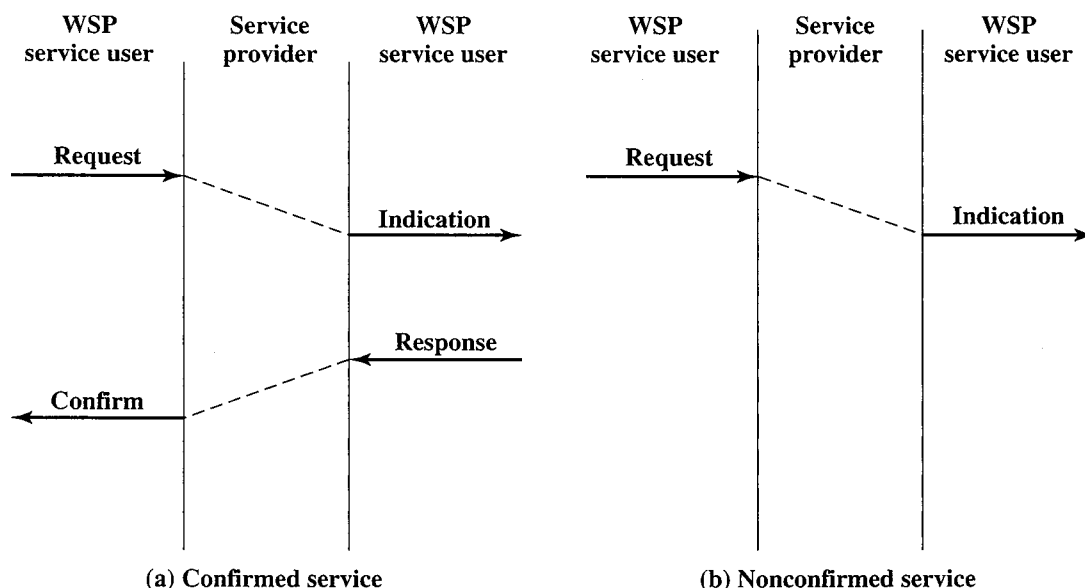 WSP
service user
Service
provider
WSP
service user
Request
Indication
Response
Confirm
(a) Confirmed service
WSP
service user
Service
provider
WSP
service user
Request
Indication
(b) Nonconfirmed service